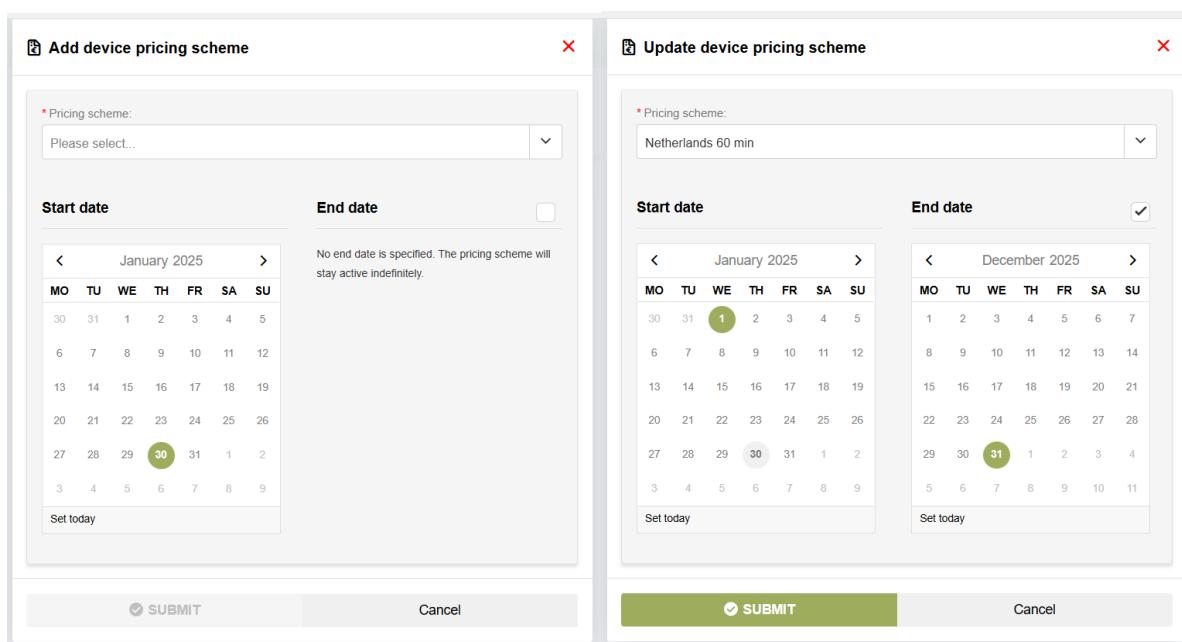 Add device pricing scheme
* Pricing scheme:
Please select...
Start date
January 2025
MO TU WE TH FR SA SU
30 31 1 2 3 4 5
6 7 8 9 10 11 12
13 14 15 16 17 18 19
20 21 22 23 24 25 26
27 28 29 30 31 1 2
3 4 5 6 7 8 9
Set today
End date
No end date is specified. The pricing scheme will
stay active indefinitely.
SUBMIT
Cancel
Update device pricing scheme
* Pricing scheme:
Netherlands 60 min
Start date
January 2025
MO TU WE TH FR SA SU
30 31 1 2 3 4 5
6 7 8 9 10 11 12
13 14 15 16 17 18 19
20 21 22 23 24 25 26
27 28 29 30 31 1 2
3 4 5 6 7 8 9
Set today
End date
December 2025
MO TU WE TH FR SA SU
1 2 3 4 5 6 7
8 9 10 11 12 13 14
15 16 17 18 19 20 21
22 23 24 25 26 27 28
29 30 31 1 2 3 4
5 6 7 8 9 10 11
Set today
SUBMIT
Cancel